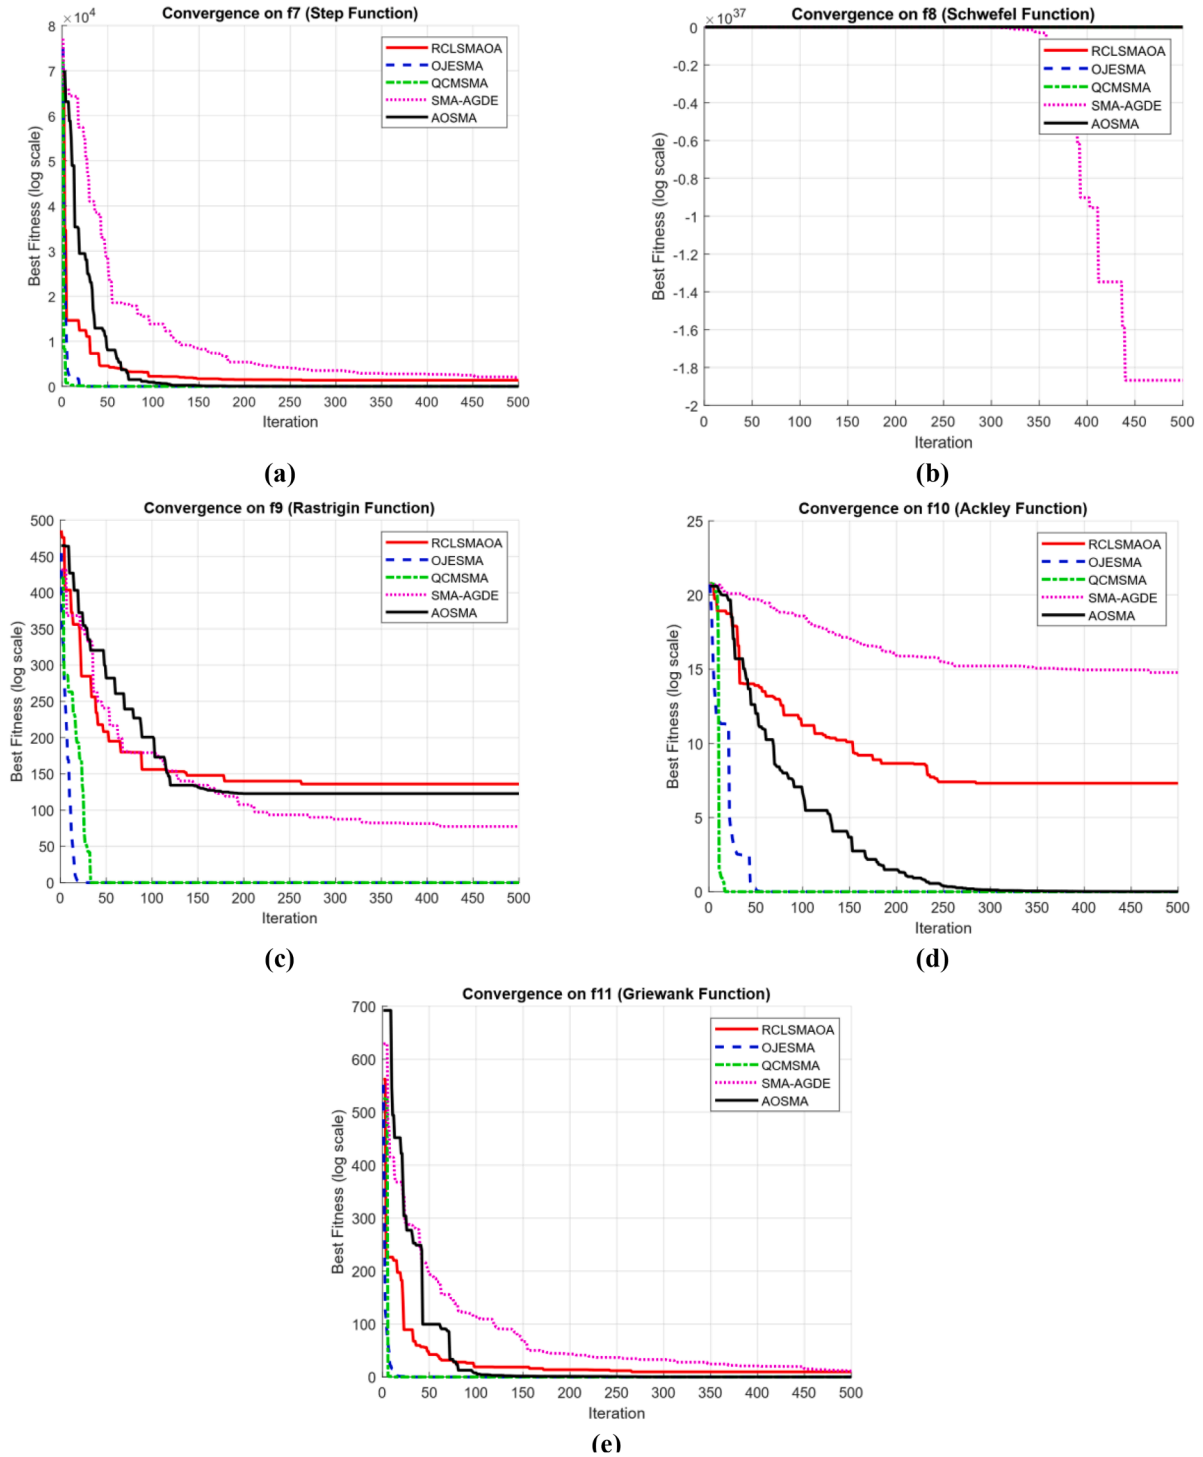 Convergence on f7 (Step Function)
×10^4
8
7
6
5
4
3
2
1
0
Best Fitness (log scale)
RCLSMAOA
OJESMA
QCMSMA
SMA-AGDE
AOSMA
0 50 100 150 200 250 300 350 400 450 500
Iteration
(a)
Convergence on f8 (Schwefel Function)
×10^37
0
-0.2
-0.4
-0.6
-0.8
-1
-1.2
-1.4
-1.6
-1.8
-2
Best Fitness (log scale)
RCLSMAOA
OJESMA
QCMSMA
SMA-AGDE
AOSMA
0 50 100 150 200 250 300 350 400 450 500
Iteration
(b)
Convergence on f9 (Rastrigin Function)
500
450
400
350
300
250
200
150
100
50
0
Best Fitness (log scale)
RCLSMAOA
OJESMA
QCMSMA
SMA-AGDE
AOSMA
0 50 100 150 200 250 300 350 400 450 500
Iteration
(c)
Convergence on f10 (Ackley Function)
25
20
15
10
5
0
Best Fitness (log scale)
RCLSMAOA
OJESMA
QCMSMA
SMA-AGDE
AOSMA
0 50 100 150 200 250 300 350 400 450 500
Iteration
(d)
Convergence on f11 (Griewank Function)
700
600
500
400
300
200
100
0
Best Fitness (log scale)
RCLSMAOA
OJESMA
QCMSMA
SMA-AGDE
AOSMA
0 50 100 150 200 250 300 350 400 450 500
Iteration
(e)